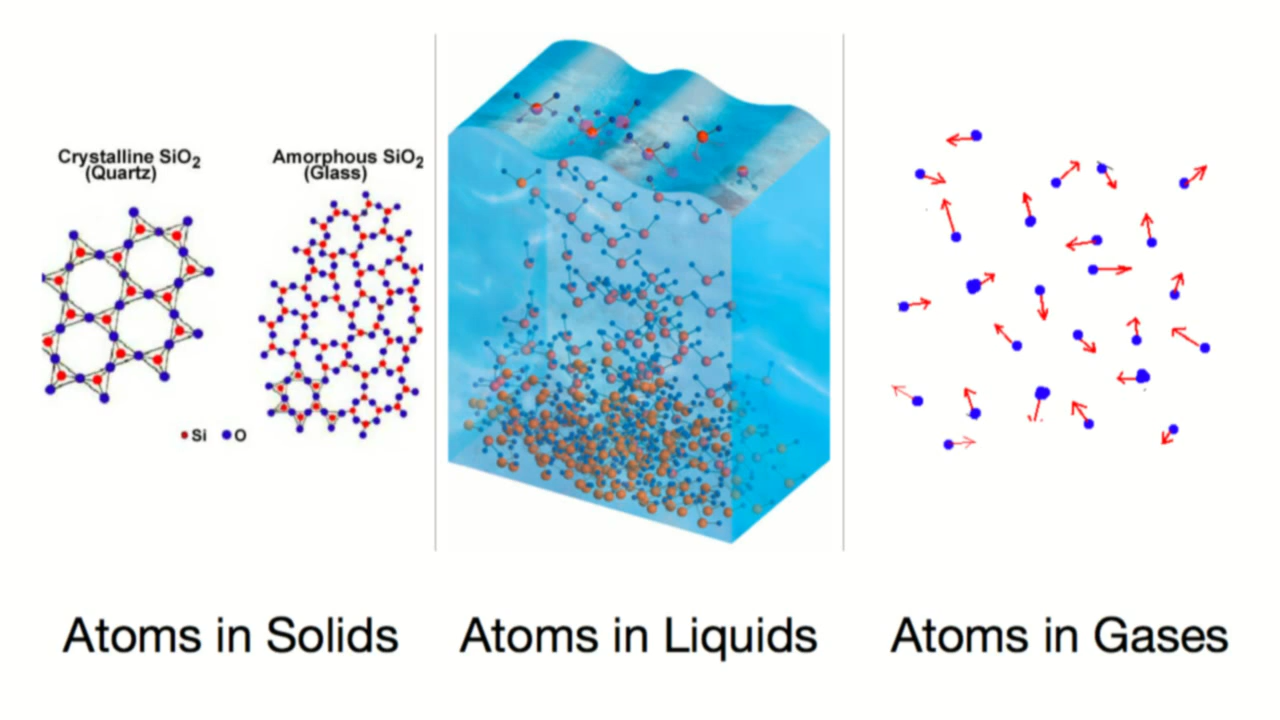 Crystalline SiO2
(Quartz)
Amorphous SiO2
(Glass)
Si O
Atoms in Solids
Atoms in Liquids
Atoms in Gases